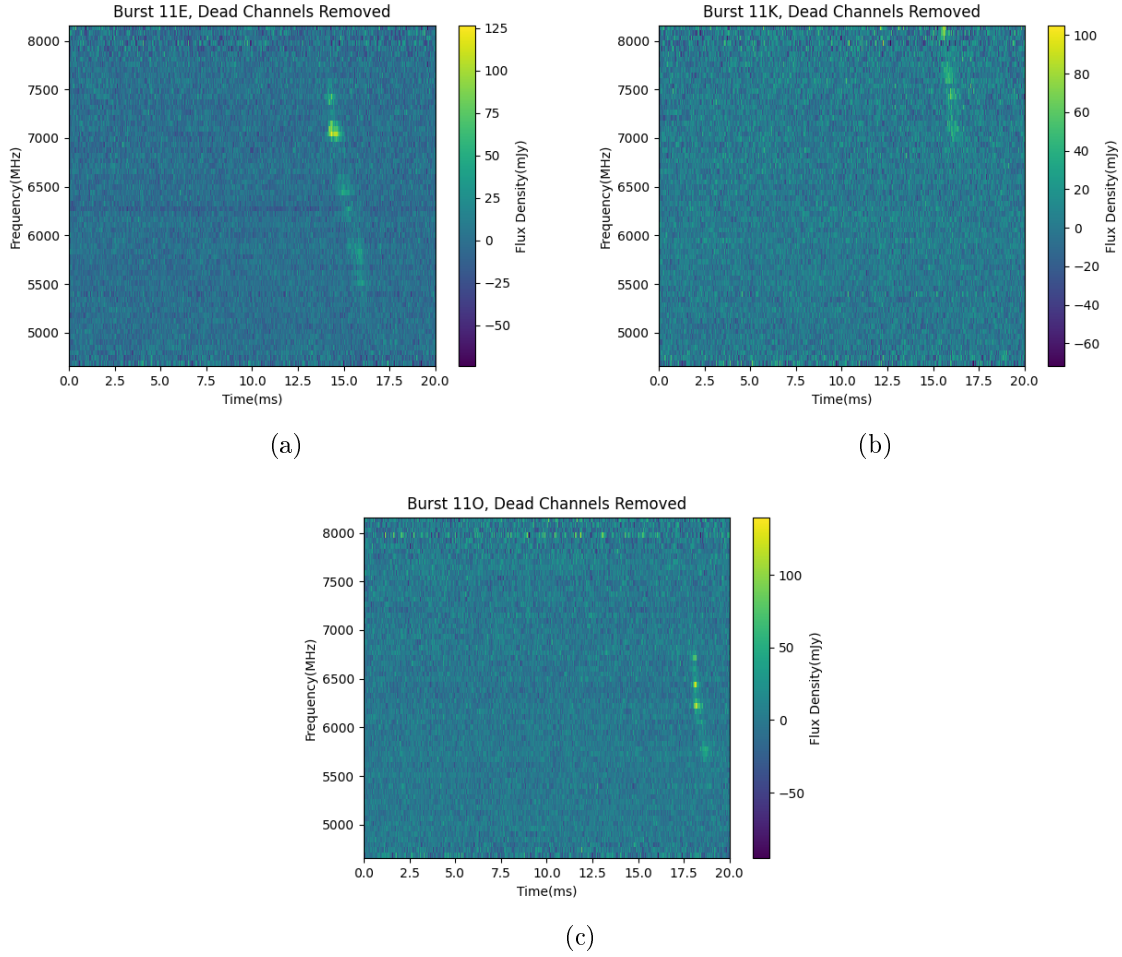 Burst 11E, Dead Channels Removed
8000
7500
7000
6500
6000
5500
5000
Frequency(MHz)
0.0 2.5 5.0 7.5 10.0 12.5 15.0 17.5 20.0
Time(ms)
125
100
75
50
25
0
−25
−50
Flux Density(mJy)
(a)
Burst 11K, Dead Channels Removed
8000
7500
7000
6500
6000
5500
5000
Frequency(MHz)
0.0 2.5 5.0 7.5 10.0 12.5 15.0 17.5 20.0
Time(ms)
100
80
60
40
20
0
−20
−40
−60
Flux Density(mJy)
(b)
Burst 11O, Dead Channels Removed
8000
7500
7000
6500
6000
5500
5000
Frequency(MHz)
0.0 2.5 5.0 7.5 10.0 12.5 15.0 17.5 20.0
Time(ms)
100
50
0
−50
Flux Density(mJy)
(c)